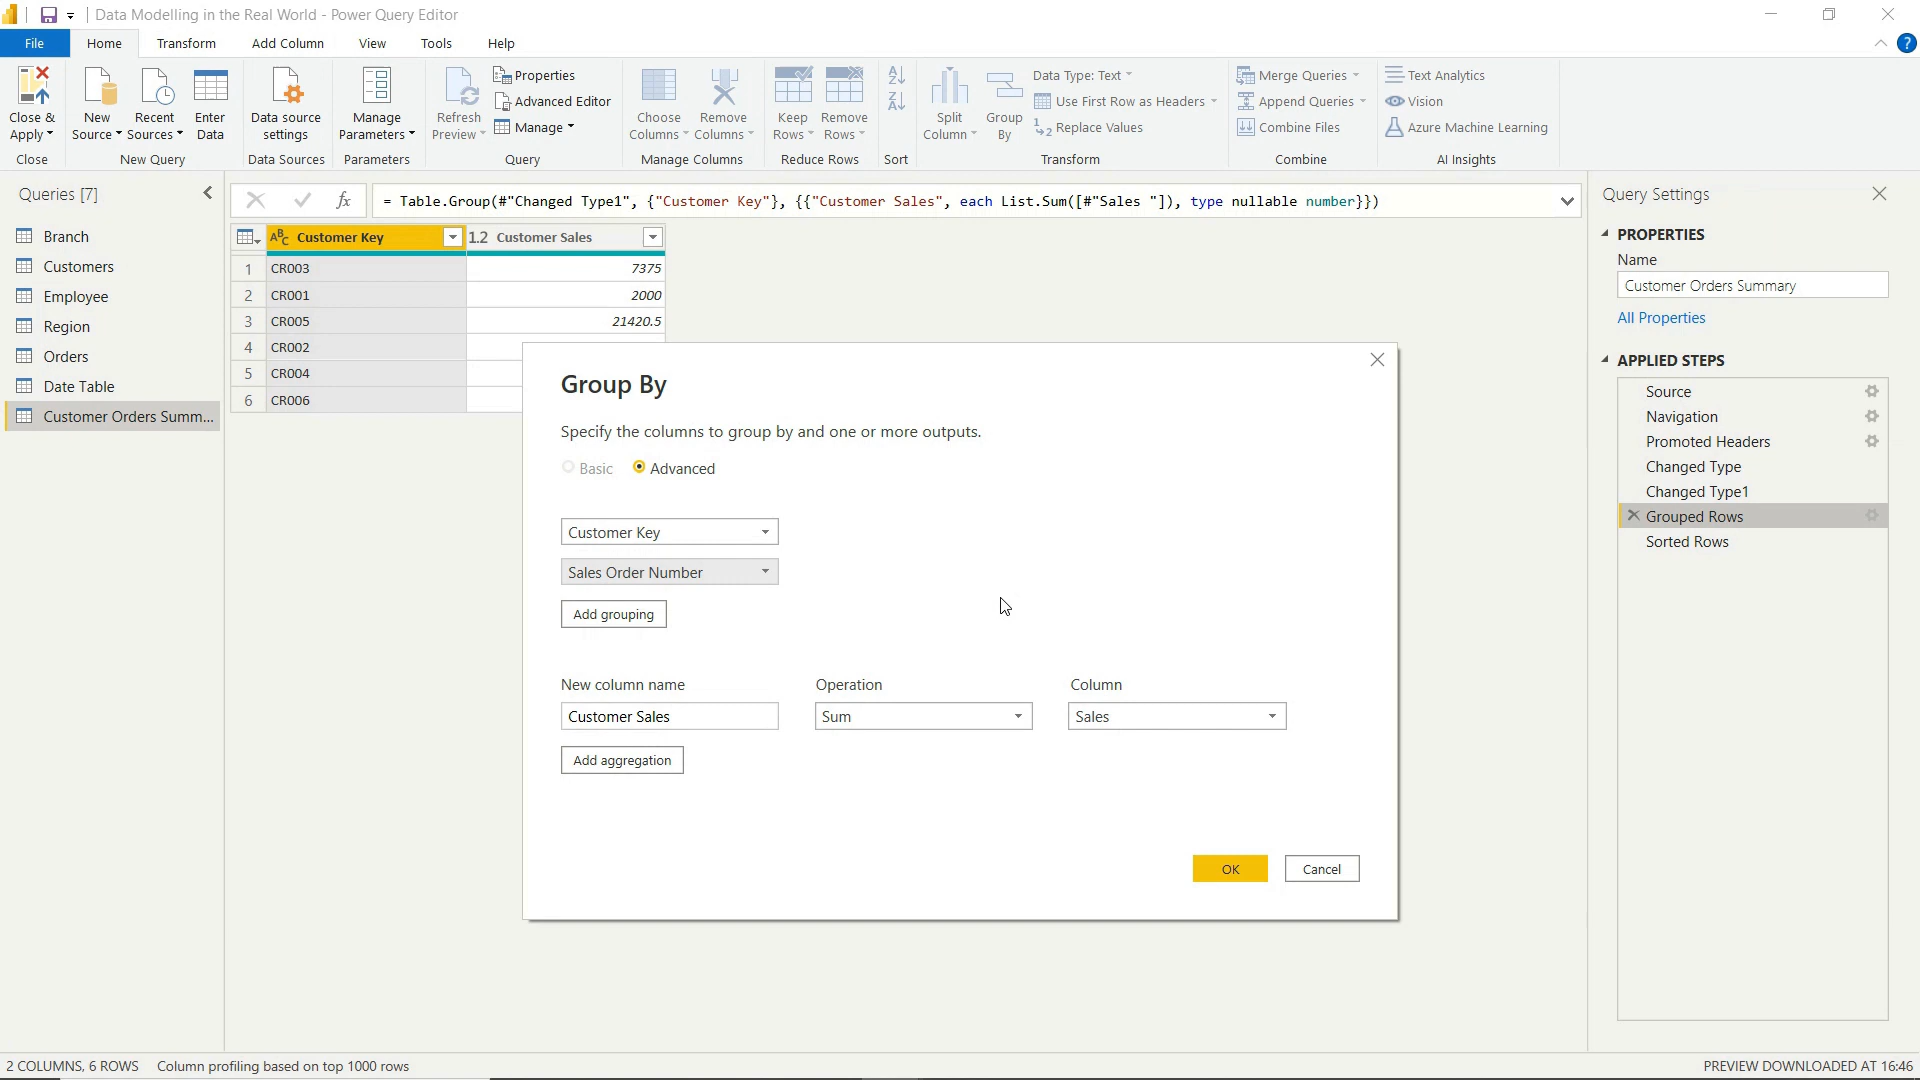 Data Modelling in the Real World - Power Query Editor
File Home Transform Add Column View Tools Help
Close & Apply
Close
New Source
Recent Sources
Enter Data
New Query
Data source settings
Data Sources
Manage Parameters
Parameters
Refresh Preview
Properties
Advanced Editor
Manage
Query
Choose Columns
Remove Columns
Manage Columns
Keep Rows
Remove Rows
Reduce Rows
A Z
Z A
Sort
Split Column
Group By
Data Type: Text
Use First Row as Headers
1 2 Replace Values
Transform
Merge Queries
Append Queries
Combine Files
Combine
Text Analytics
Vision
Azure Machine Learning
AI Insights
?
Queries [7]
Branch
Customers
Employee
Region
Orders
Date Table
Customer Orders Summ...
fx = Table.Group(#"Changed Type1", {"Customer Key"}, {{"Customer Sales", each List.Sum([#"Sales "]), type nullable number}})
ABC Customer Key 1.2 Customer Sales
1 CR003 7375
2 CR001 2000
3 CR005 21420.5
4 CR002
5 CR004
6 CR006
Group By
Specify the columns to group by and one or more outputs.
Basic Advanced
Customer Key
Sales Order Number
Add grouping
New column name Operation Column
Customer Sales Sum Sales
Add aggregation
OK Cancel
Query Settings
PROPERTIES
Name
Customer Orders Summary
All Properties
APPLIED STEPS
Source
Navigation
Promoted Headers
Changed Type
Changed Type1
Grouped Rows
Sorted Rows
2 COLUMNS, 6 ROWS Column profiling based on top 1000 rows PREVIEW DOWNLOADED AT 16:46